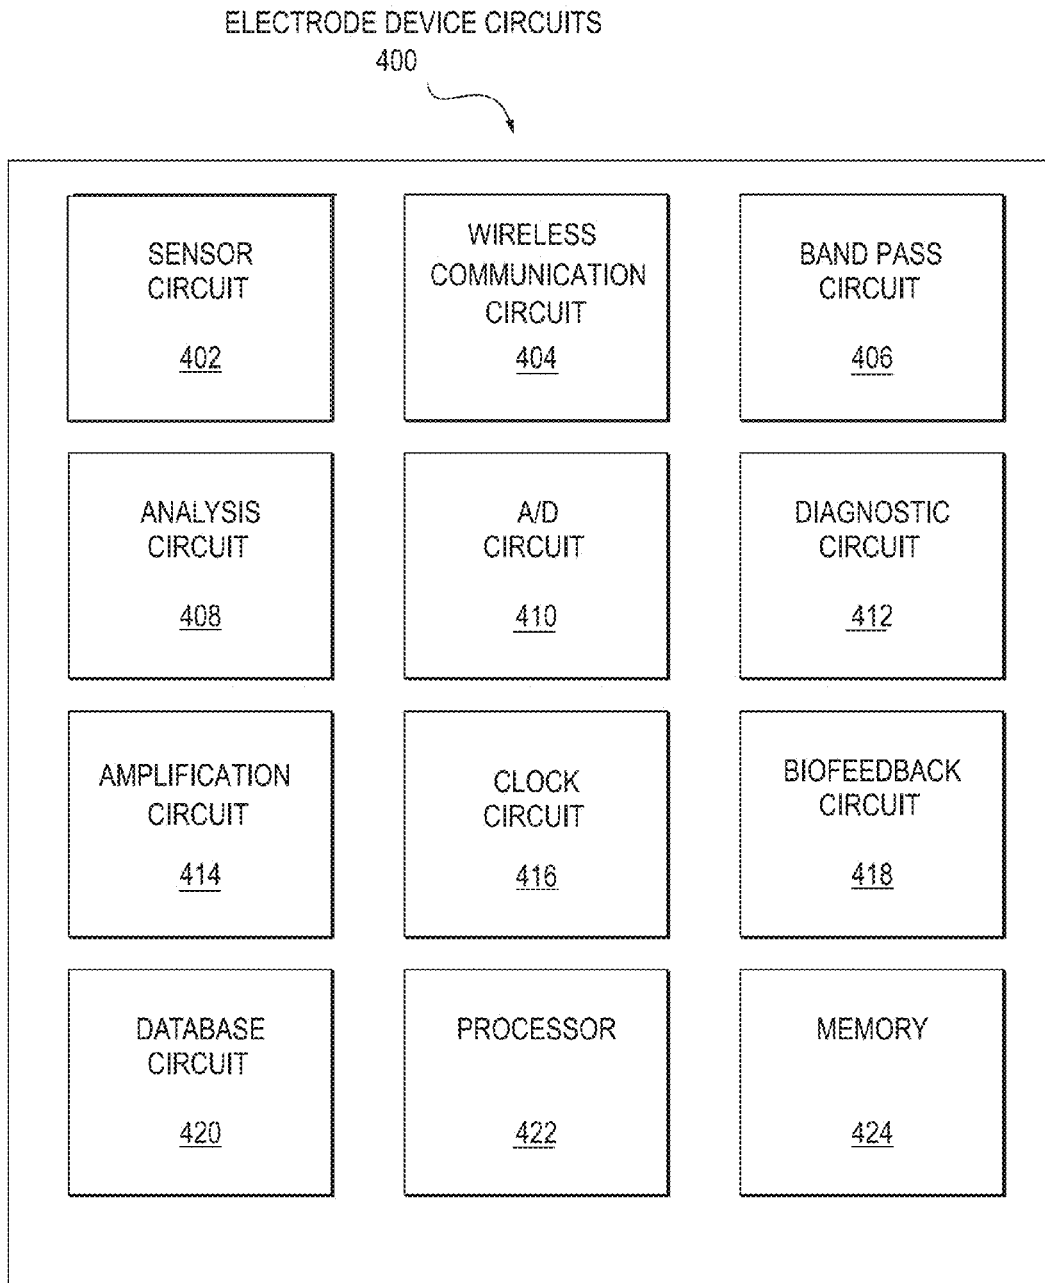 ELECTRODE DEVICE CIRCUITS
400
SENSOR
CIRCUIT
402
WIRELESS
COMMUNICATION
CIRCUIT
404
BAND PASS
CIRCUIT
406
ANALYSIS
CIRCUIT
408
A/D
CIRCUIT
410
DIAGNOSTIC
CIRCUIT
412
AMPLIFICATION
CIRCUIT
414
CLOCK
CIRCUIT
416
BIOFEEDBACK
CIRCUIT
418
DATABASE
CIRCUIT
420
PROCESSOR
422
MEMORY
424